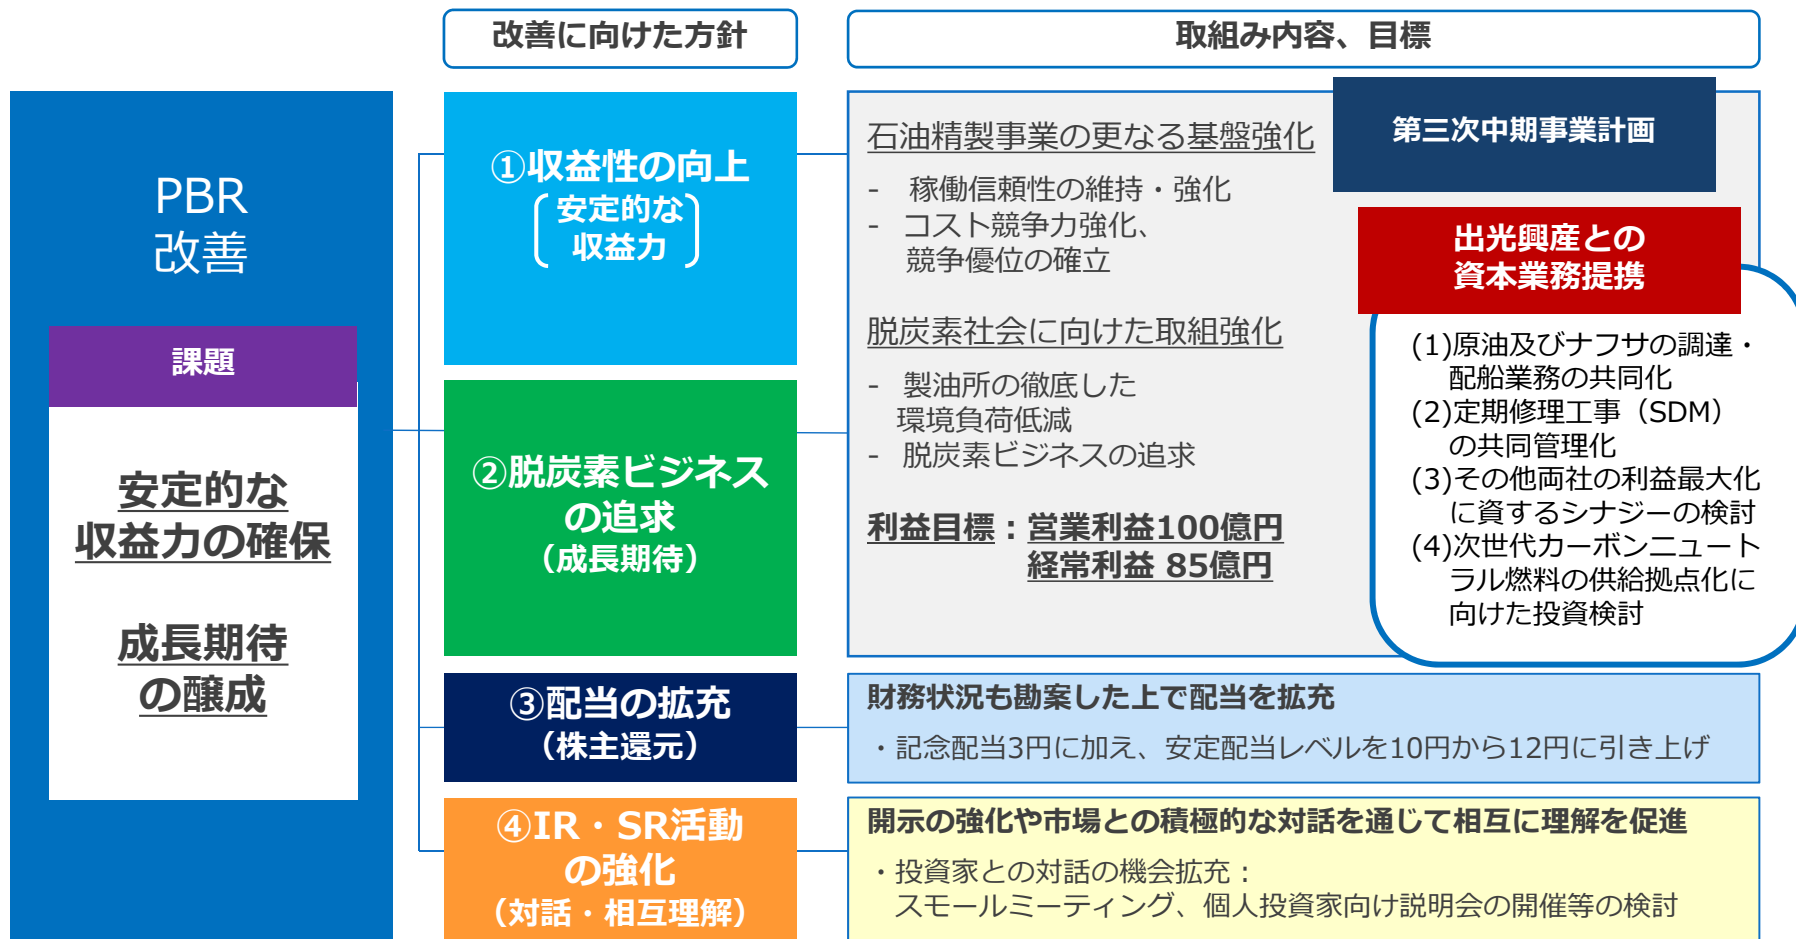 改善に向けた方針
取組み内容、目標
PBR
改善
課題
安定的な
収益力の確保
成長期待
の醸成
①収益性の向上
安定的な
収益力
②脱炭素ビジネス
の追求
（成長期待）
③配当の拡充
（株主還元）
④IR・SR活動
の強化
（対話・相互理解）
石油精製事業の更なる基盤強化
- 稼働信頼性の維持・強化
- コスト競争力強化、
競争優位の確立
脱炭素社会に向けた取組強化
- 製油所の徹底した
環境負荷低減
- 脱炭素ビジネスの追求
利益目標：営業利益100億円
経常利益 85億円
第三次中期事業計画
出光興産との
資本業務提携
(1)原油及びナフサの調達・
配船業務の共同化
(2)定期修理工事（SDM）
の共同管理化
(3)その他両社の利益最大化
に資するシナジーの検討
(4)次世代カーボンニュート
ラル燃料の供給拠点化に
向けた投資検討
財務状況も勘案した上で配当を拡充
・記念配当3円に加え、安定配当レベルを10円から12円に引き上げ
開示の強化や市場との積極的な対話を通じて相互に理解を促進
・投資家との対話の機会拡充：
スモールミーティング、個人投資家向け説明会の開催等の検討